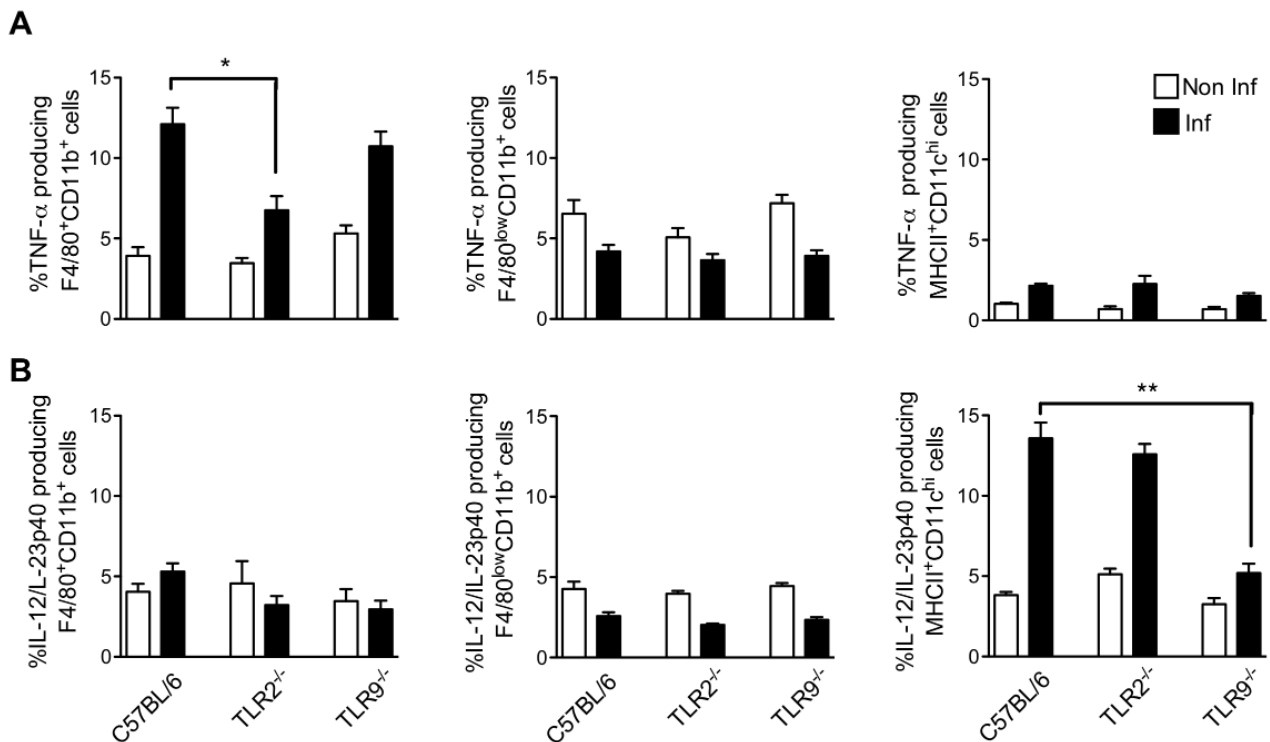 A
%TNF-α producing
F4/80⁺CD11b⁺ cells
15
10
5
0
*
%TNF-α producing
F4/80ˡᵒʷCD11b⁺ cells
15
10
5
0
%TNF-α producing
MHCII⁺CD11cʰⁱ cells
15
10
5
0
Non Inf
Inf
B
%IL-12/IL-23p40 producing
F4/80⁺CD11b⁺ cells
15
10
5
0
C57BL/6
TLR2⁻/⁻
TLR9⁻/⁻
%IL-12/IL-23p40 producing
F4/80ˡᵒʷCD11b⁺ cells
15
10
5
0
C57BL/6
TLR2⁻/⁻
TLR9⁻/⁻
%IL-12/IL-23p40 producing
MHCII⁺CD11cʰⁱ cells
15
10
5
0
**
C57BL/6
TLR2⁻/⁻
TLR9⁻/⁻